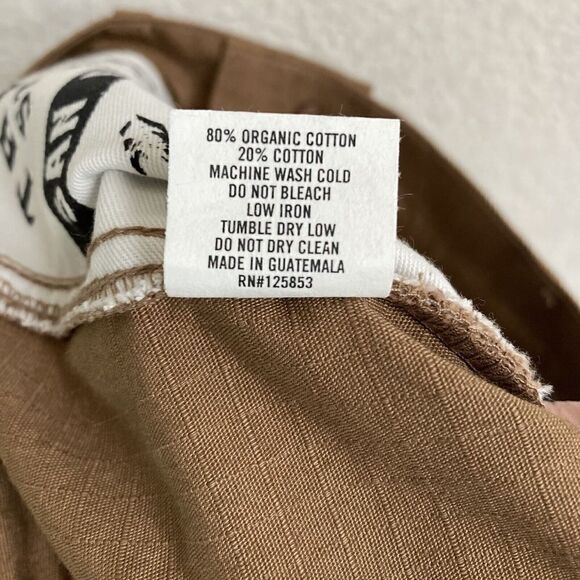 80% ORGANIC COTTON
20% COTTON
MACHINE WASH COLD
DO NOT BLEACH
LOW IRON
TUMBLE DRY LOW
DO NOT DRY CLEAN
MADE IN GUATEMALA
RN#125853